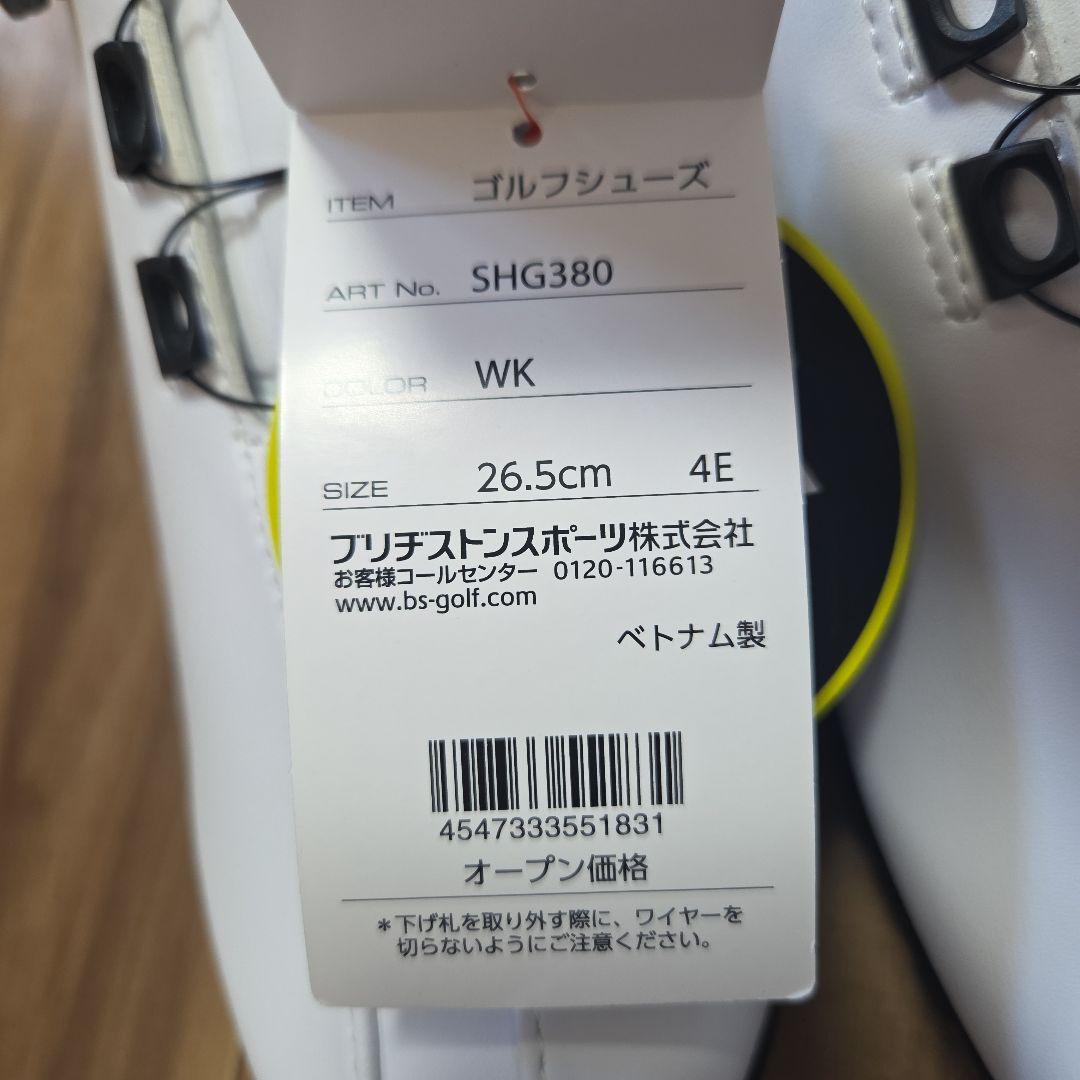 ITEM ゴルフシューズ
ART No. SHG380
COLOR WK
SIZE 26.5cm 4E
ブリヂストンスポーツ株式会社
お客様コールセンター 0120-116613
www.bs-golf.com
ベトナム製
4547333551831
オープン価格
＊下げ札を取り外す際に、ワイヤーを
切らないようにご注意ください。